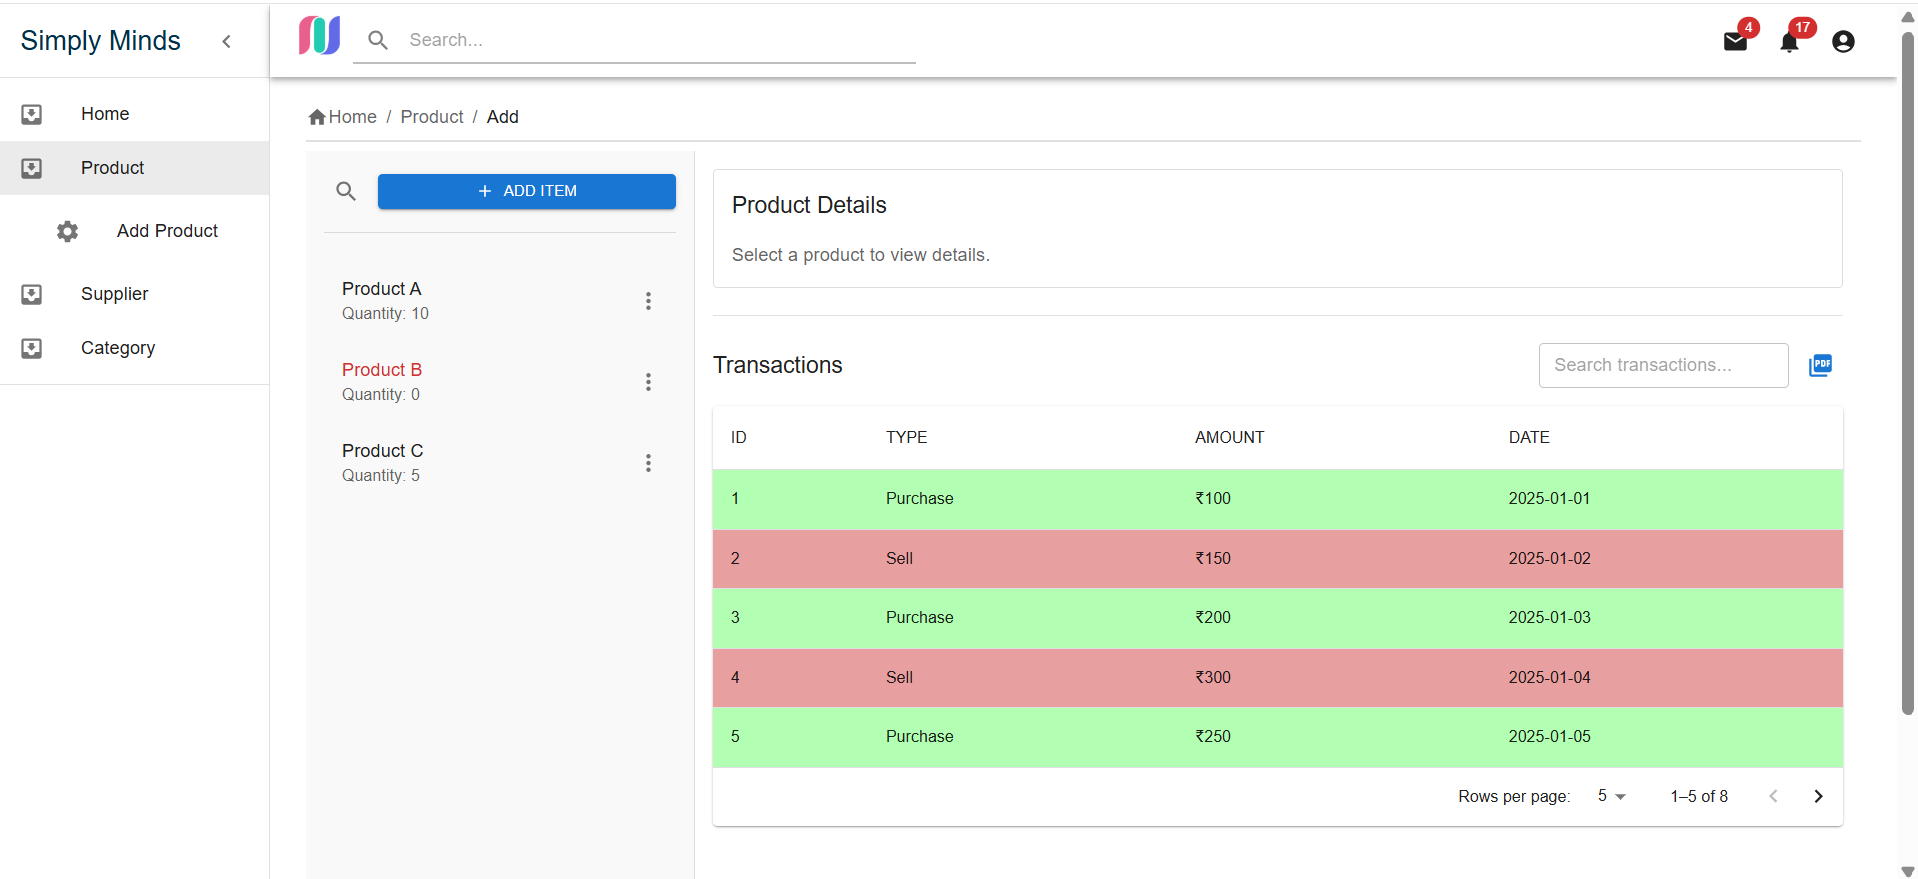 Simply Minds
Search...
4
17
Home
Product
Add Product
Supplier
Category
Home / Product / Add
+ ADD ITEM
Product A
Quantity: 10
Product B
Quantity: 0
Product C
Quantity: 5
Product Details
Select a product to view details.
Transactions
Search transactions...
PDF
ID TYPE AMOUNT DATE
1 Purchase ₹100 2025-01-01
2 Sell ₹150 2025-01-02
3 Purchase ₹200 2025-01-03
4 Sell ₹300 2025-01-04
5 Purchase ₹250 2025-01-05
Rows per page: 5 1–5 of 8